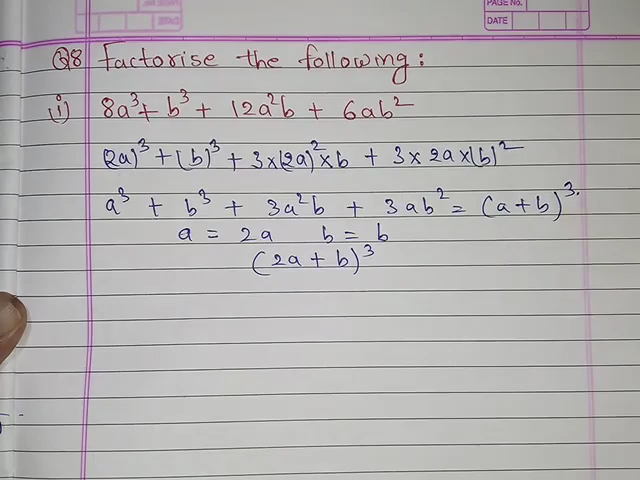 PAGE No.
DATE
Q8 Factorise the following:
i) 8a³ + b³ + 12a²b + 6ab²
(2a)³ + (b)³ + 3×(2a)²×b + 3×2a×(b)²
a³ + b³ + 3a²b + 3ab² = (a+b)³.
a = 2a b = b
(2a + b)³